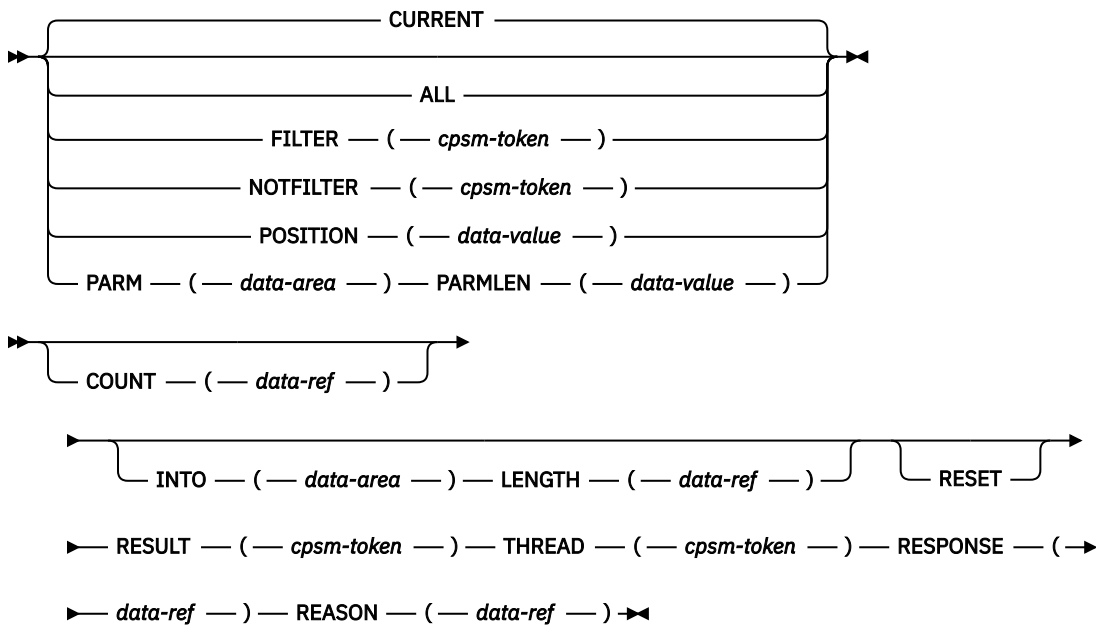 CURRENT
ALL
FILTER ( cpsm-token )
NOTFILTER ( cpsm-token )
POSITION ( data-value )
PARM ( data-area ) PARMLEN ( data-value )
COUNT ( data-ref )
INTO ( data-area ) LENGTH ( data-ref ) RESET
RESULT ( cpsm-token ) THREAD ( cpsm-token ) RESPONSE (
data-ref ) REASON ( data-ref )